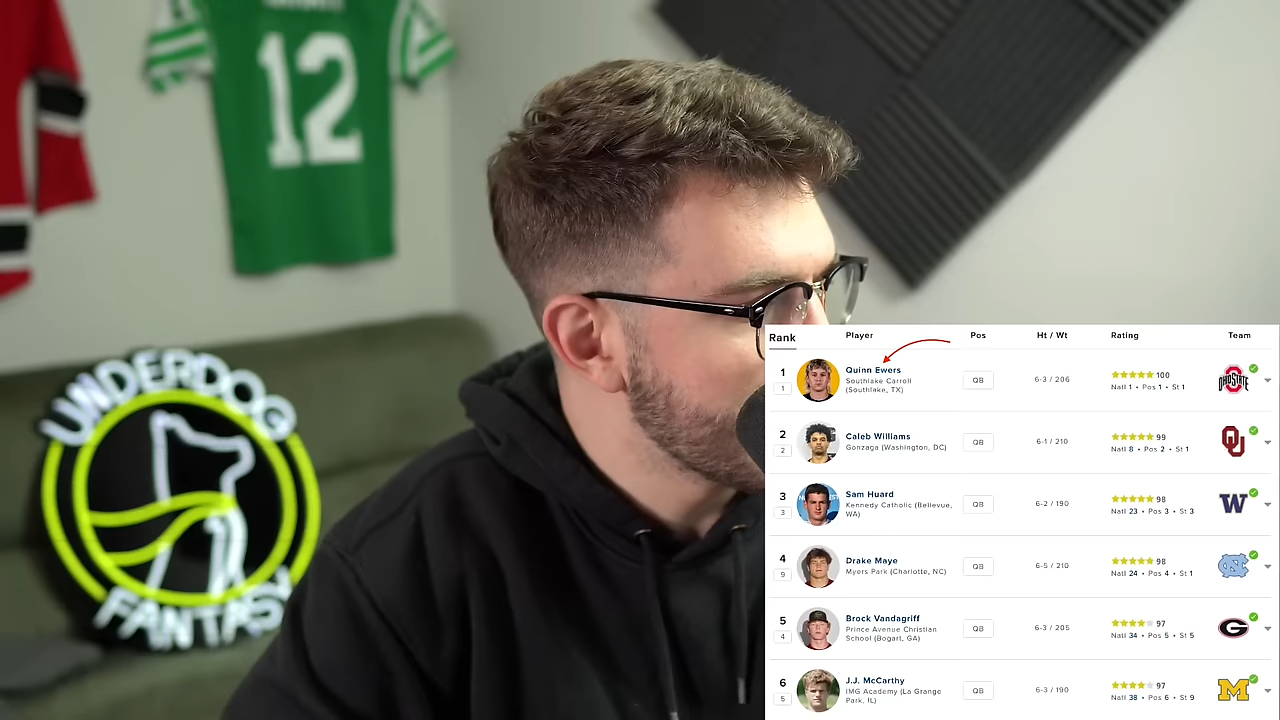 12
UNDERDOG
FANTASY
Rank Player Pos Ht / Wt Rating Team
1 Quinn Ewers QB 6-3 / 206 100 OHIO STATE
1 Southlake Carroll Natl 1 • Pos 1 • St 1
(Southlake, TX)
2 Caleb Williams QB 6-1 / 210 99 OU
2 Gonzaga (Washington, DC) Natl 8 • Pos 2 • St 1
3 Sam Huard QB 6-2 / 190 98 W
3 Kennedy Catholic (Bellevue, Natl 23 • Pos 3 • St 3
WA)
4 Drake Maye QB 6-5 / 210 98 NC
9 Myers Park (Charlotte, NC) Natl 24 • Pos 4 • St 1
5 Brock Vandagriff QB 6-3 / 205 97 G
4 Prince Avenue Christian Natl 34 • Pos 5 • St 5
School (Bogart, GA)
6 J.J. McCarthy QB 6-3 / 190 97 M
5 IMG Academy (La Grange Natl 38 • Pos 6 • St 9
Park, IL)